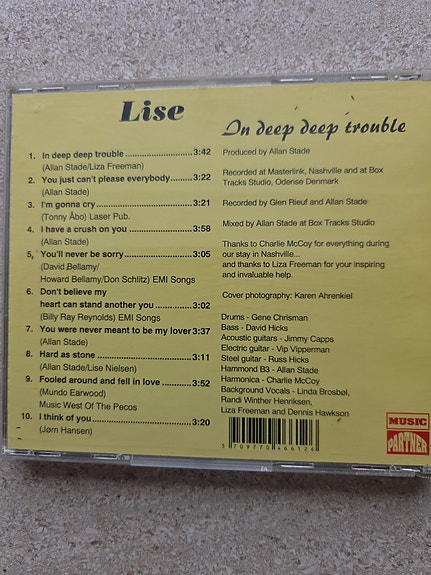 Lise
In deep deep trouble
1. In deep deep trouble ........................ 3:42
(Allan Stade/Liza Freeman)
2. You just can't please everybody ....... 3:22
(Allan Stade)
3. I'm gonna cry .................................. 3:21
(Tonny Åbo) Laser Pub.
4. I have a crush on you ..................... 3:58
(Allan Stade)
5, You'll never be sorry ....................... 3:05
(David Bellamy/
Howard Bellamy/Don Schlitz) EMI Songs
6. Don't believe my
heart can stand another you ........... 3:02
(Billy Ray Reynolds) EMI Songs
7. You were never meant to be my lover 3:37
(Allan Stade)
8. Hard as stone ................................. 3:11
(Allan Stade/Lise Nielsen)
9. Fooled around and fell in love ......... 3:52
(Mundo Earwood)
Music West Of The Pecos
10. I think of you .................................. 3:20
(Jørn Hansen)
Produced by Allan Stade
Recorded at Masterlink, Nashville and at Box
Tracks Studio, Odense Denmark
Recorded by Glen Rieuf and Allan Stade
Mixed by Allan Stade at Box Tracks Studio
Thanks to Charlie McCoy for everything during
our stay in Nashville...
and thanks to Liza Freeman for your inspiring
and invaluable help.
Cover photography: Karen Ahrenkiel
Drums - Gene Chrisman
Bass - David Hicks
Acoustic guitars - Jimmy Capps
Electric guitar - Vip Vipperman
Steel guitar - Russ Hicks
Hammond B3 - Allan Stade
Harmonica - Charlie McCoy
Background Vocals - Linda Brosbøl,
Randi Winther Henriksen,
Liza Freeman and Dennis Hawkson
5 709770 466126
MUSIC
PARTNER